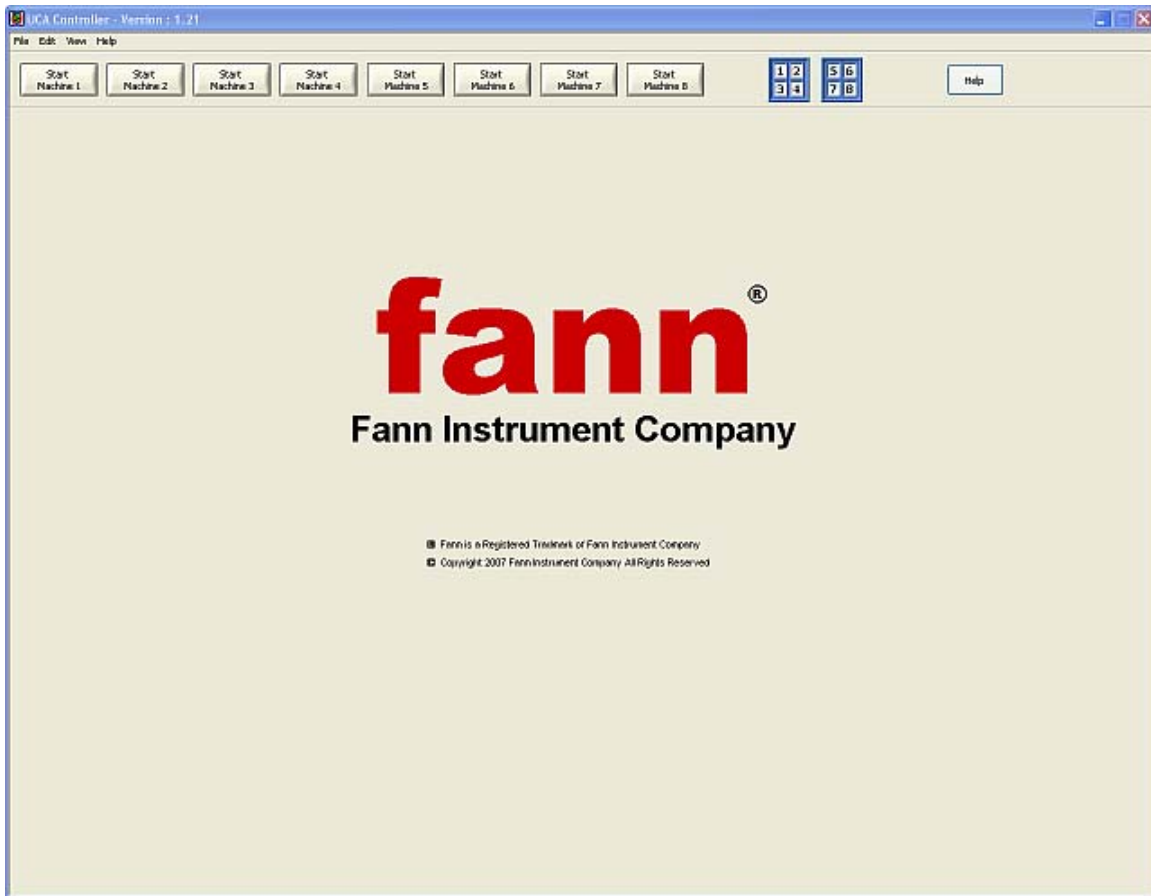 UCA Controller - Version : 1.21
File Edit View Help
Start Machine 1
Start Machine 2
Start Machine 3
Start Machine 4
Start Machine 5
Start Machine 6
Start Machine 7
Start Machine 8
1 2
3 4
5 6
7 8
Help
fann®
Fann Instrument Company
® Fann is a Registered Trademark of Fann Instrument Company
© Copyright 2007 Fann Instrument Company All Rights Reserved